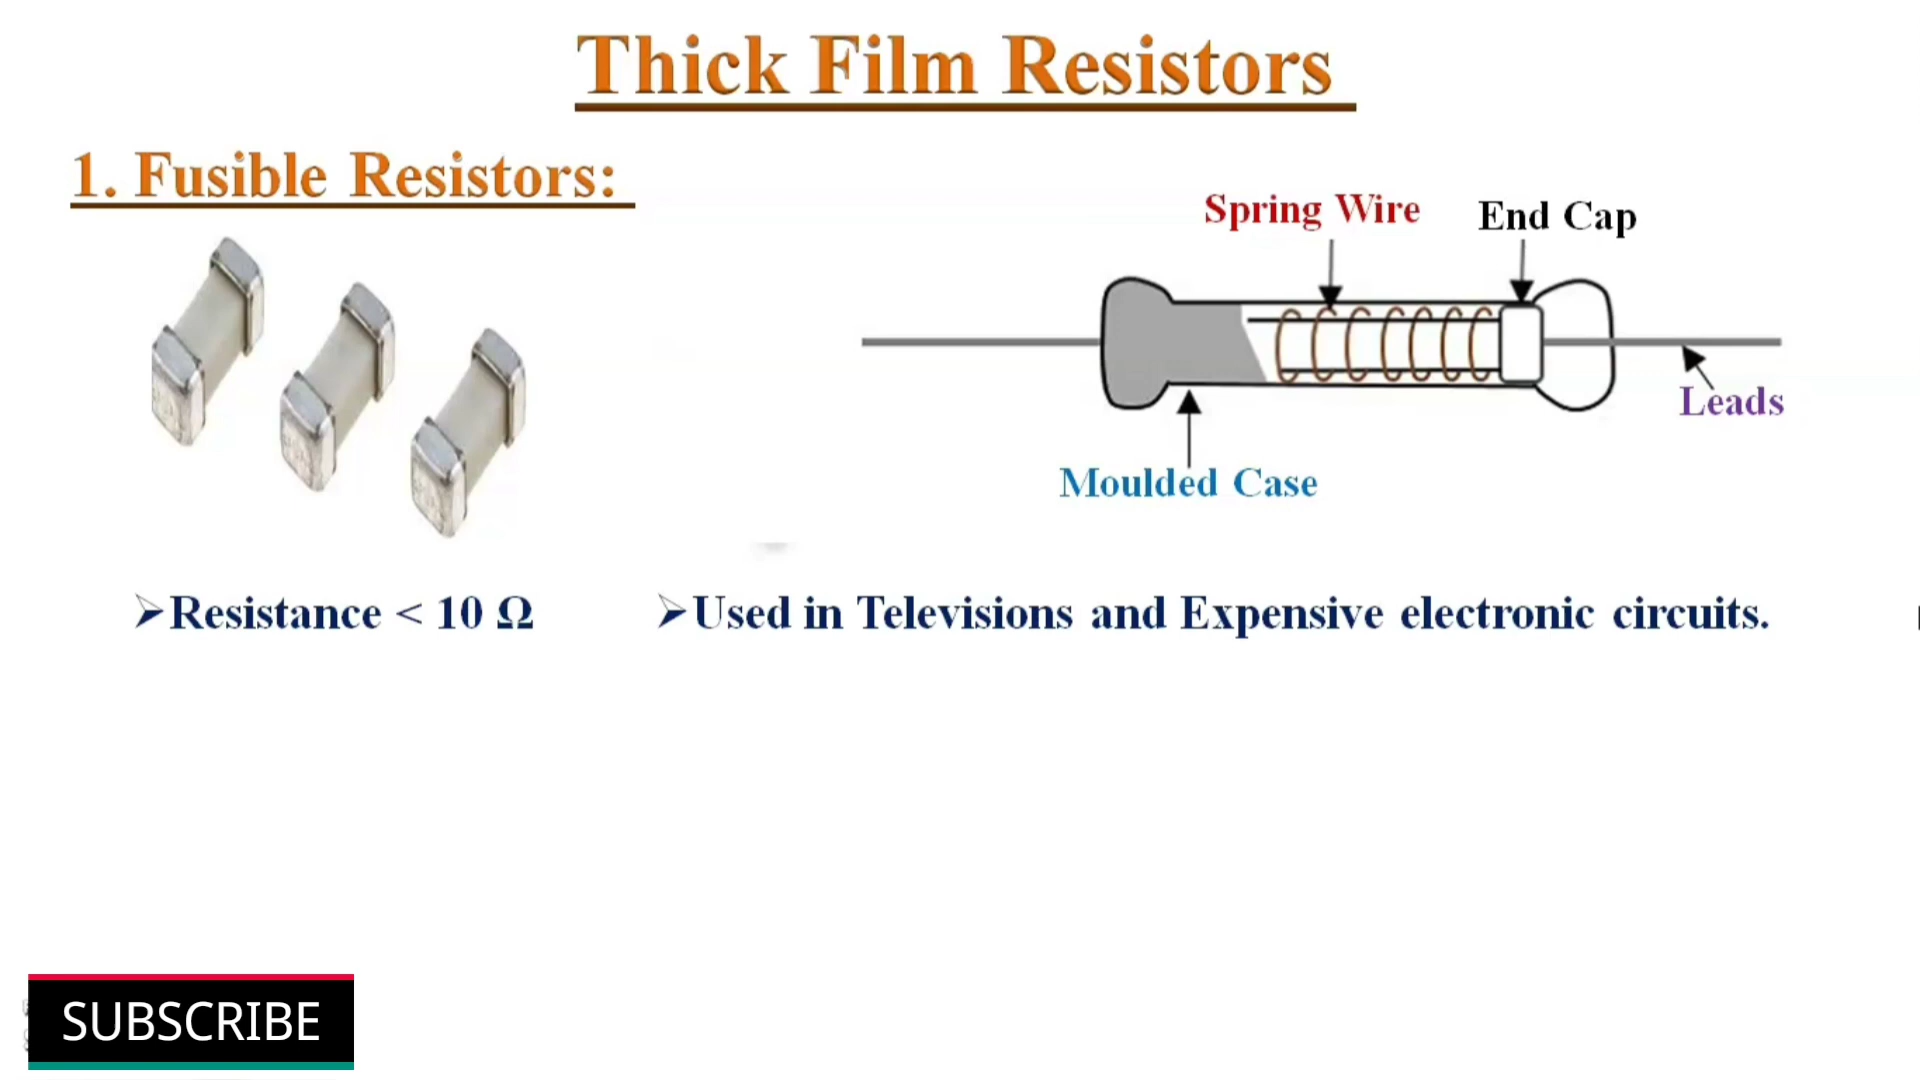 Thick Film Resistors
1. Fusible Resistors:
Spring Wire
End Cap
Leads
Moulded Case
➢Resistance < 10 Ω
➢Used in Televisions and Expensive electronic circuits.
SUBSCRIBE